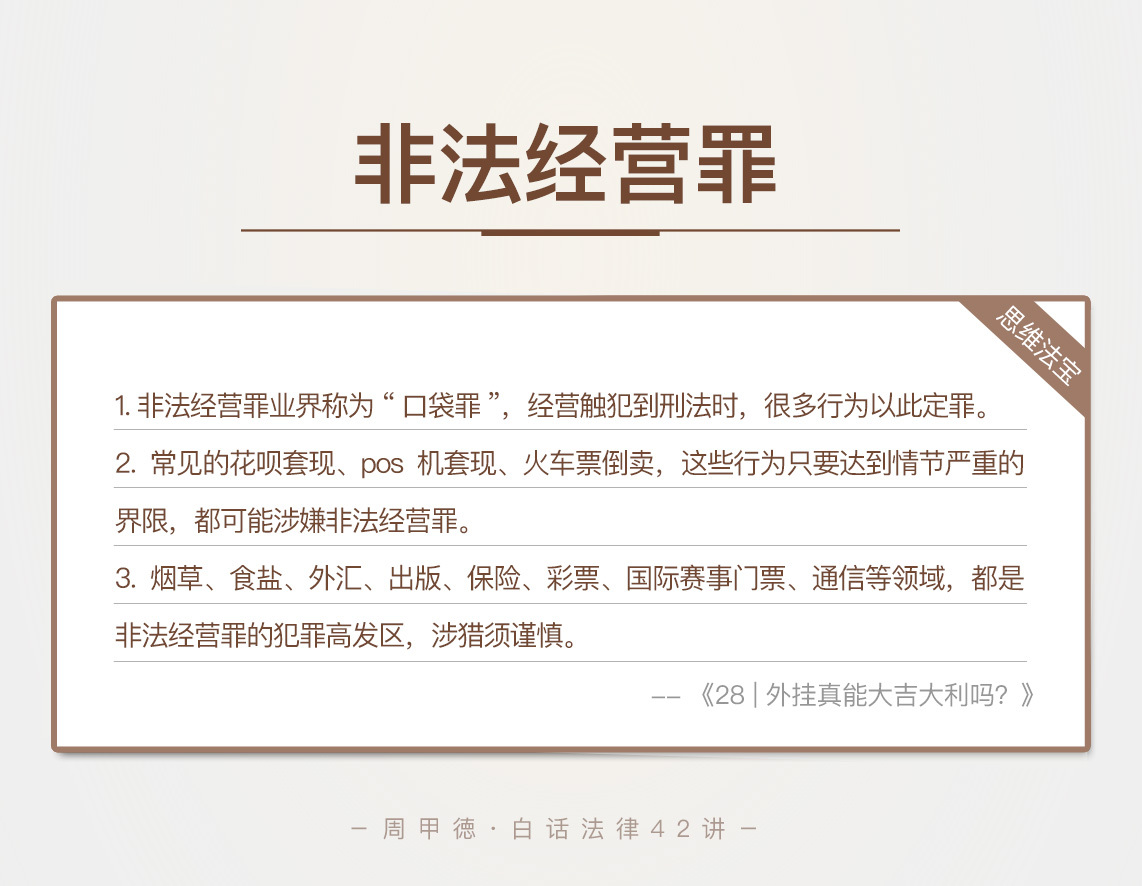 非法经营罪
思维法宝
1. 非法经营罪业界称为“口袋罪”，经营触犯到刑法时，很多行为以此定罪。
2. 常见的花呗套现、pos 机套现、火车票倒卖，这些行为只要达到情节严重的
界限，都可能涉嫌非法经营罪。
3. 烟草、食盐、外汇、出版、保险、彩票、国际赛事门票、通信等领域，都是
非法经营罪的犯罪高发区，涉猎须谨慎。
--《28 | 外挂真能大吉大利吗？》
- 周甲德·白话法律42讲 -